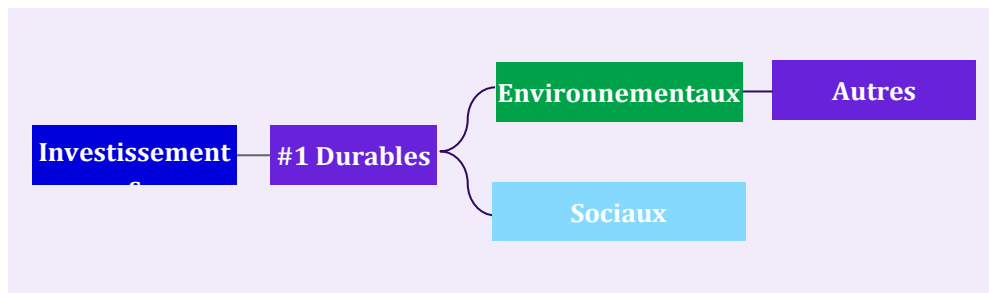 Environnementaux
Autres
Investissement
s
#1 Durables
Sociaux